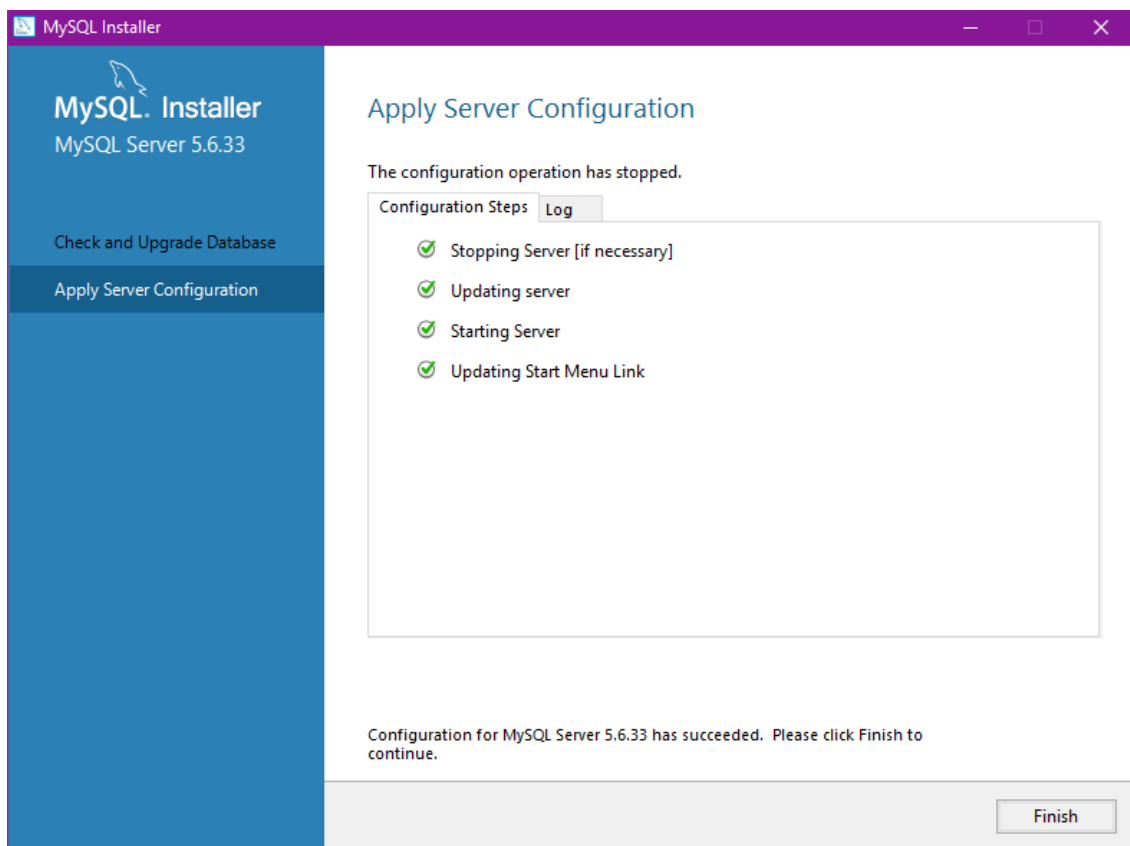 MySQL Installer
MySQL. Installer
MySQL Server 5.6.33
Check and Upgrade Database
Apply Server Configuration
Apply Server Configuration
The configuration operation has stopped.
Configuration Steps
Log
Stopping Server [if necessary]
Updating server
Starting Server
Updating Start Menu Link
Configuration for MySQL Server 5.6.33 has succeeded. Please click Finish to
continue.
Finish